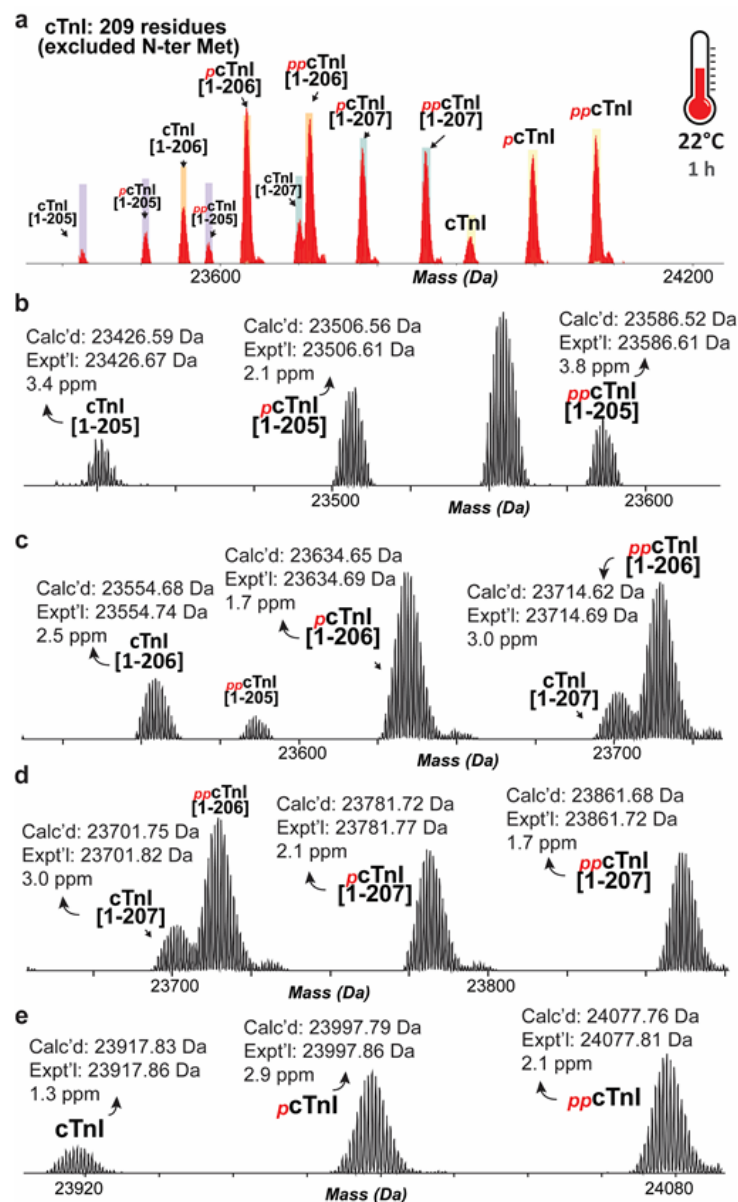 a
cTnI: 209 residues
(excluded N-ter Met)
pcTnI
[1-206]
ppcTnI
[1-206]
cTnI
[1-206]
pcTnI
[1-207]
ppcTnI
[1-207]
pcTnI
ppcTnI
cTnI
[1-205]
pcTnI
[1-205]
ppcTnI
[1-205]
cTnI
[1-207]
cTnI
22°C
1 h
23600
Mass (Da)
24200
b
Calc'd: 23426.59 Da
Expt'l: 23426.67 Da
3.4 ppm
cTnI
[1-205]
Calc'd: 23506.56 Da
Expt'l: 23506.61 Da
2.1 ppm
pcTnI
[1-205]
Calc'd: 23586.52 Da
Expt'l: 23586.61 Da
3.8 ppm
ppcTnI
[1-205]
23500
Mass (Da)
23600
c
Calc'd: 23554.68 Da
Expt'l: 23554.74 Da
2.5 ppm
cTnI
[1-206]
ppcTnI
[1-205]
Calc'd: 23634.65 Da
Expt'l: 23634.69 Da
1.7 ppm
pcTnI
[1-206]
ppcTnI
[1-206]
Calc'd: 23714.62 Da
Expt'l: 23714.69 Da
3.0 ppm
cTnI
[1-207]
23600
Mass (Da)
23700
d
ppcTnI
[1-206]
Calc'd: 23701.75 Da
Expt'l: 23701.82 Da
3.0 ppm
cTnI
[1-207]
Calc'd: 23781.72 Da
Expt'l: 23781.77 Da
2.1 ppm
pcTnI
[1-207]
Calc'd: 23861.68 Da
Expt'l: 23861.72 Da
1.7 ppm
ppcTnI
[1-207]
23700
Mass (Da)
23800
e
Calc'd: 23917.83 Da
Expt'l: 23917.86 Da
1.3 ppm
cTnI
Calc'd: 23997.79 Da
Expt'l: 23997.86 Da
2.9 ppm
pcTnI
Calc'd: 24077.76 Da
Expt'l: 24077.81 Da
2.1 ppm
ppcTnI
23920
Mass (Da)
24080